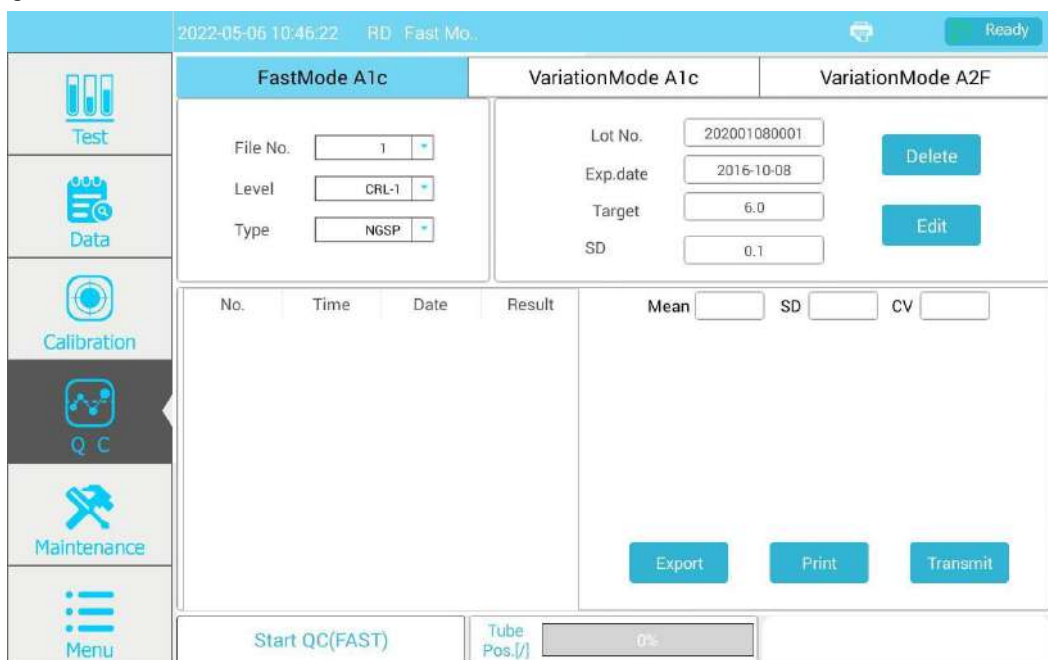 2022-05-06 10:46:22 RD Fast Mo..
Ready
Test
Data
Calibration
Q C
Maintenance
Menu
FastMode A1c
VariationMode A1c
VariationMode A2F
File No. 1
Level CRL-1
Type NGSP
Lot No. 202001080001
Exp.date 2016-10-08
Target 6.0
SD 0.1
Delete
Edit
No. Time Date Result
Mean SD CV
Export Print Transmit
Start QC(FAST)
Tube
Pos.[/]
0%